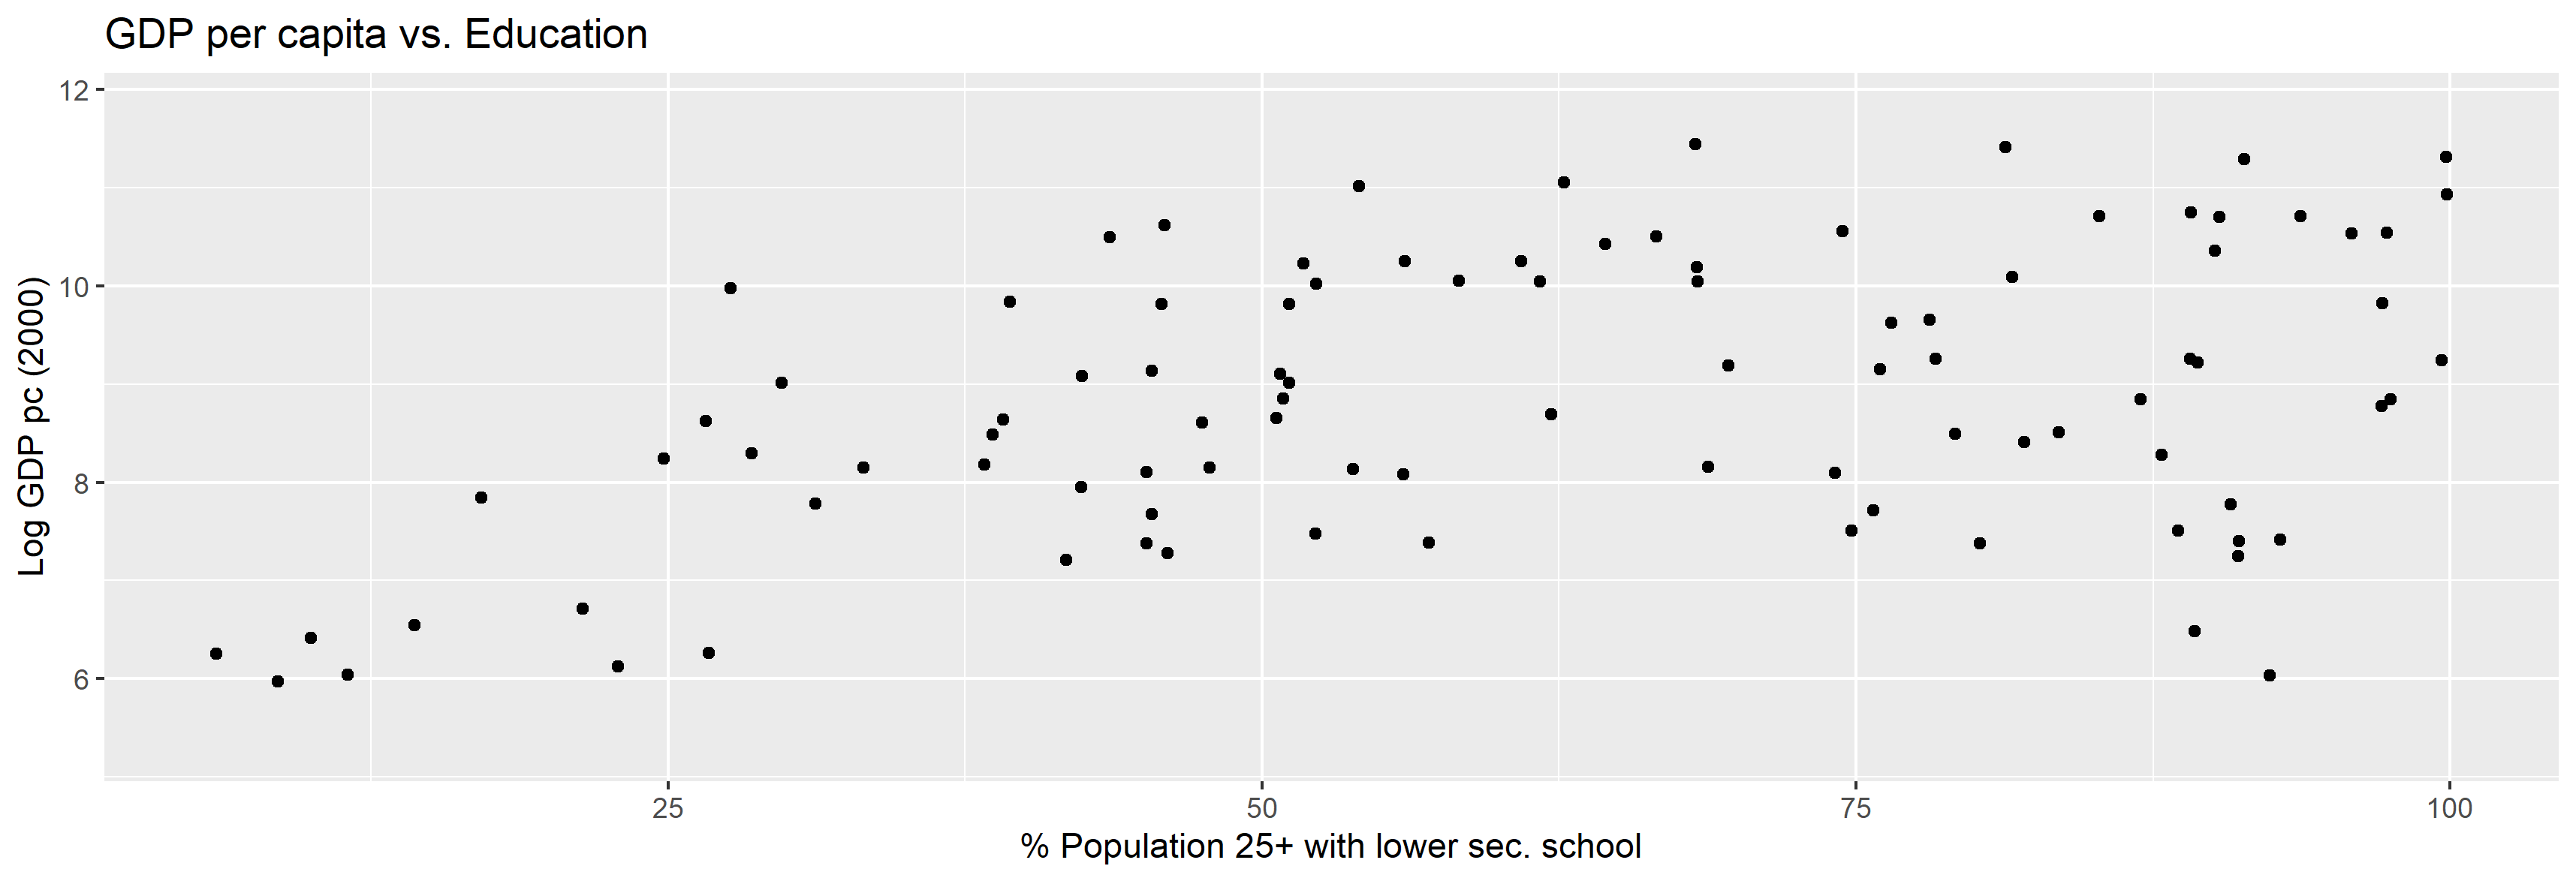 GDP per capita vs. Education
12
10
8
6
Log GDP pc (2000)
25 50 75 100
% Population 25+ with lower sec. school